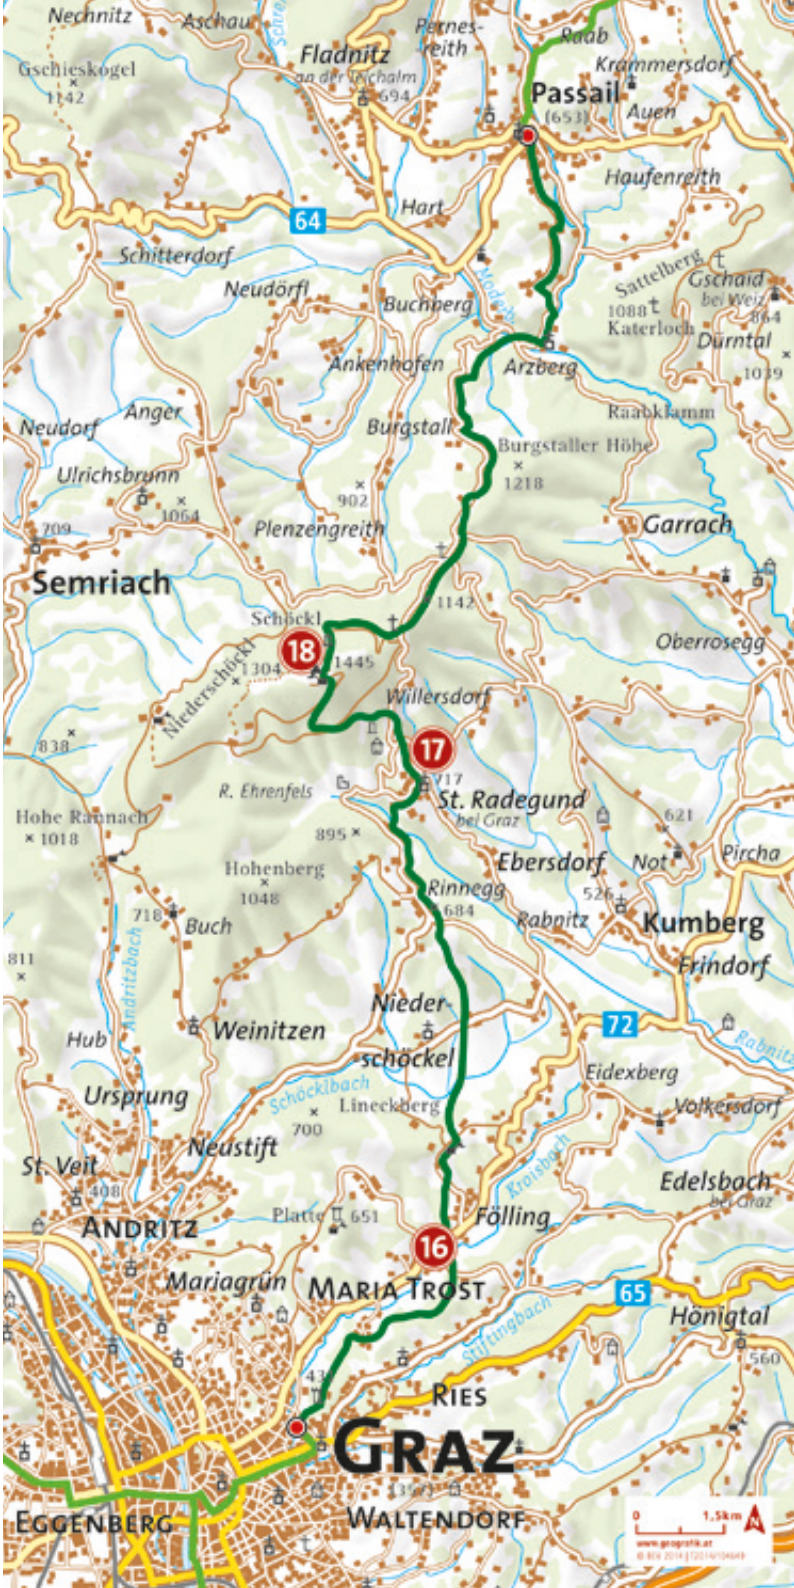 Nechnitz
Aschau
Pernes-
reith
Raab
Fladnitz
an der Teichalm
694
Krammersdorf
Gschieskogel
1142
Passail
(653)
Auen
Haufenreith
Hart
64
Schitterdorf
Sattelberg
Gschaid
bei Weiz
864
Neudörfl
Buchberg
1088
Katerloch
Dürntal
1039
Ankenhofen
Arzberg
Anger
Raabklamm
Neudorf
Burgstall
Burgstaller Höhe
1218
Ulrichsbrunn
1064
902
709
Plenzengreith
Garrach
Semriach
1142
Schöckl
18
1445
1304
Niederschöckl
Oberrosegg
Willersdorf
838
17
717
R. Ehrenfels
St. Radegund
bei Graz
Hohe Rannach
1018
895
621
Hohenberg
1048
Ebersdorf
Not
Pircha
Rinnegg
684
526
718
Buch
Rabnitz
Kumberg
Andritzbach
811
Frindorf
Nieder-
schöckel
Weinitzen
72
Hub
Rabnitz
Ursprung
Schöcklbach
Eidexberg
Lineckberg
700
Volkersdorf
Neustift
Kroisbach
St. Veit
408
Edelsbach
bei Graz
Platte
651
Fölling
ANDRITZ
16
Mariagrün
MARIA TROST
65
Hönigtal
Stiftingbach
560
RIES
GRAZ
EGGENBERG
WALTENDORF
0
1,5km
N
www.geografik.at